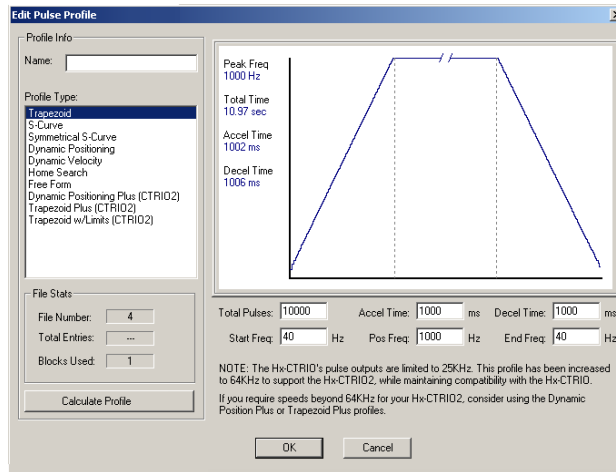 Edit Pulse Profile
Profile Info
Name:
Profile Type:
Trapezoid
S-Curve
Symmetrical S-Curve
Dynamic Positioning
Dynamic Velocity
Home Search
Free Form
Dynamic Positioning Plus (CTRIO2)
Trapezoid Plus (CTRIO2)
Trapezoid w/Limits (CTRIO2)
File Stats
File Number: 4
Total Entries: ---
Blocks Used: 1
Calculate Profile
Peak Freq
1000 Hz
Total Time
10.97 sec
Accel Time
1002 ms
Decel Time
1006 ms
Total Pulses: 10000 Accel Time: 1000 ms Decel Time: 1000 ms
Start Freq: 40 Hz Pos Freq: 1000 Hz End Freq: 40 Hz
NOTE: The Hx-CTRIO's pulse outputs are limited to 25KHz. This profile has been increased
to 64KHz to support the Hx-CTRIO2, while maintaining compatibility with the Hx-CTRIO.
If you require speeds beyond 64KHz for your Hx-CTRIO2, consider using the Dynamic
Position Plus or Trapezoid Plus profiles.
OK Cancel